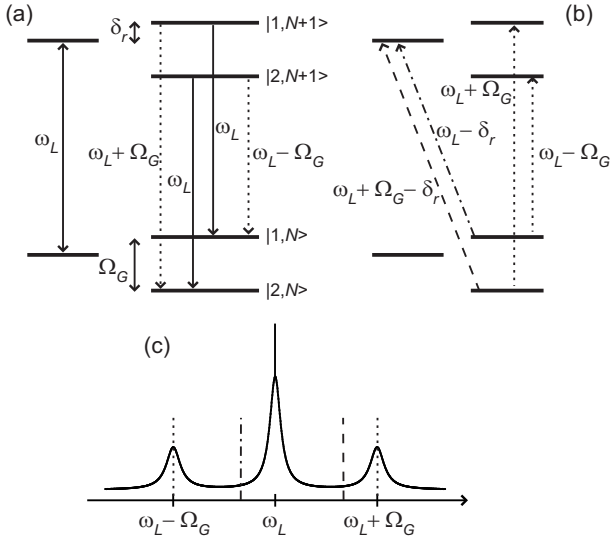 (a)
δr
|1,N+1>
|2,N+1>
ωL
ωL + ΩG
ωL
ωL
ωL − ΩG
|1,N>
ΩG
|2,N>
(b)
ωL + ΩG
ωL − δr
ωL + ΩG − δr
ωL − ΩG
(c)
ωL − ΩG
ωL
ωL + ΩG